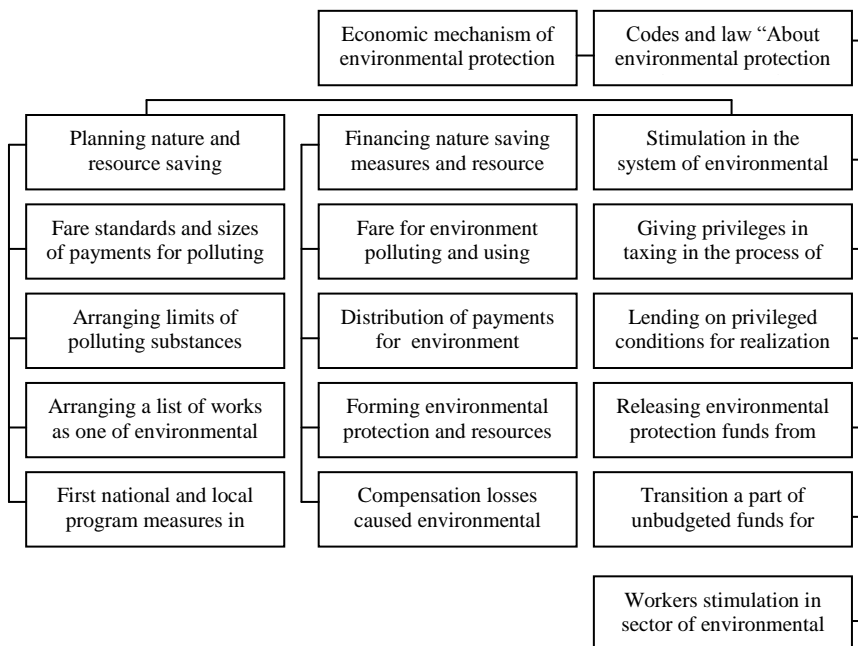 Economic mechanism of
environmental protection
Codes and law “About
environmental protection
Planning nature and
resource saving
Financing nature saving
measures and resource
Stimulation in the
system of environmental
Fare standards and sizes
of payments for polluting
Fare for environment
polluting and using
Giving privileges in
taxing in the process of
Arranging limits of
polluting substances
Distribution of payments
for environment
Lending on privileged
conditions for realization
Arranging a list of works
as one of environmental
Forming environmental
protection and resources
Releasing environmental
protection funds from
First national and local
program measures in
Compensation losses
caused environmental
Transition a part of
unbudgeted funds for
Workers stimulation in
sector of environmental